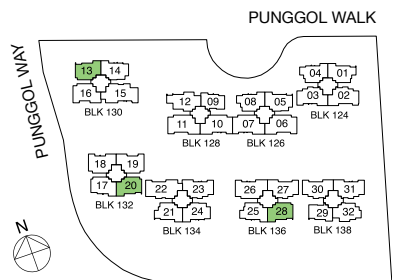 PUNGGOL WALK
PUNGGOL WAY
13 14
16 15
BLK 130
04 01
03 02
BLK 124
12 09
11 10
BLK 128
08 05
07 06
BLK 126
18 19
17 20
BLK 132
22 23
21 24
BLK 134
26 27
25 28
BLK 136
30 31
29 32
BLK 138
N